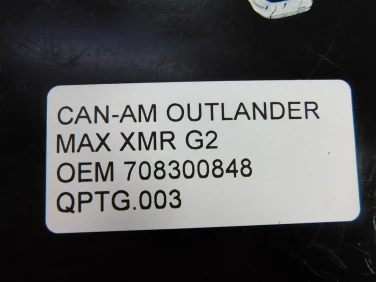 CAN-AM OUTLANDER
MAX XMR G2
OEM 708300848
QPTG.003